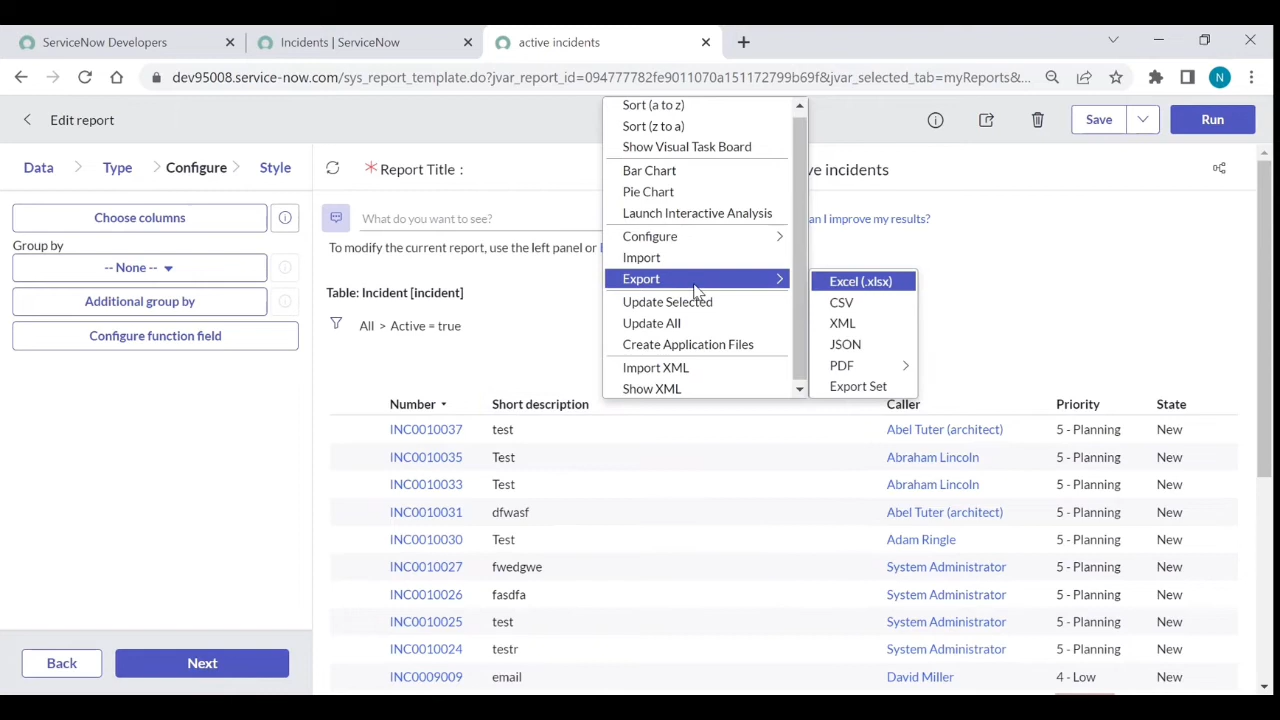 ServiceNow Developers
Incidents | ServiceNow
active incidents
dev95008.service-now.com/sys_report_template.do?jvar_report_id=094777782fe9011070a151172799b69f&jvar_selected_tab=myReports&...
N
Edit report
Save
Run
Data
Type
Configure
Style
Choose columns
Group by
-- None --
Additional group by
Configure function field
Back
Next
*Report Title :
ve incidents
What do you want to see?
an I improve my results?
To modify the current report, use the left panel or
Table: Incident [incident]
All > Active = true
Sort (a to z)
Sort (z to a)
Show Visual Task Board
Bar Chart
Pie Chart
Launch Interactive Analysis
Configure
Import
Export
Update Selected
Update All
Create Application Files
Import XML
Show XML
Excel (.xlsx)
CSV
XML
JSON
PDF
Export Set
Number Short description Caller Priority State
INC0010037 test Abel Tuter (architect) 5 - Planning New
INC0010035 Test Abraham Lincoln 5 - Planning New
INC0010033 Test Abraham Lincoln 5 - Planning New
INC0010031 dfwasf Abel Tuter (architect) 5 - Planning New
INC0010030 Test Adam Ringle 5 - Planning New
INC0010027 fwedgwe System Administrator 5 - Planning New
INC0010026 fasdfa System Administrator 5 - Planning New
INC0010025 test System Administrator 5 - Planning New
INC0010024 testr System Administrator 5 - Planning New
INC0009009 email David Miller 4 - Low New